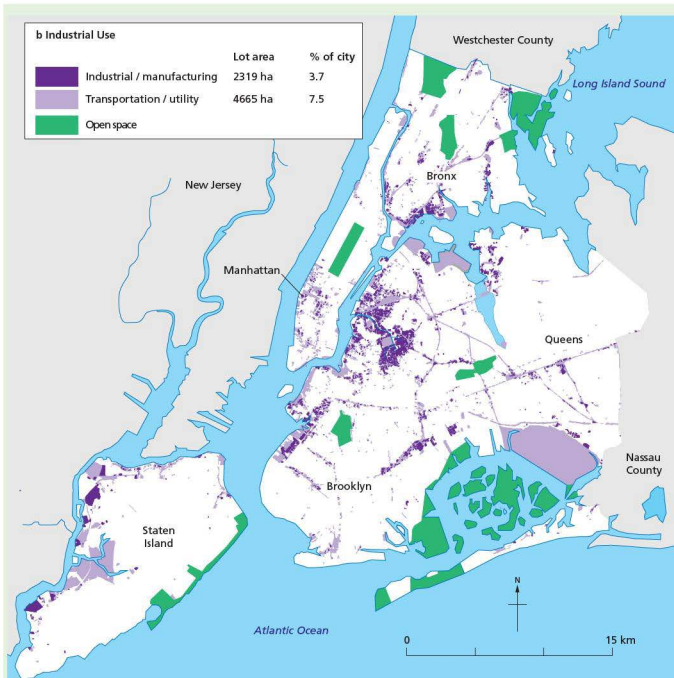 b Industrial Use
Lot area % of city
Industrial / manufacturing 2319 ha 3.7
Transportation / utility 4665 ha 7.5
Open space
Westchester County
Long Island Sound
New Jersey
Bronx
Manhattan
Queens
Nassau
County
Brooklyn
Staten
Island
N
Atlantic Ocean
0 15 km